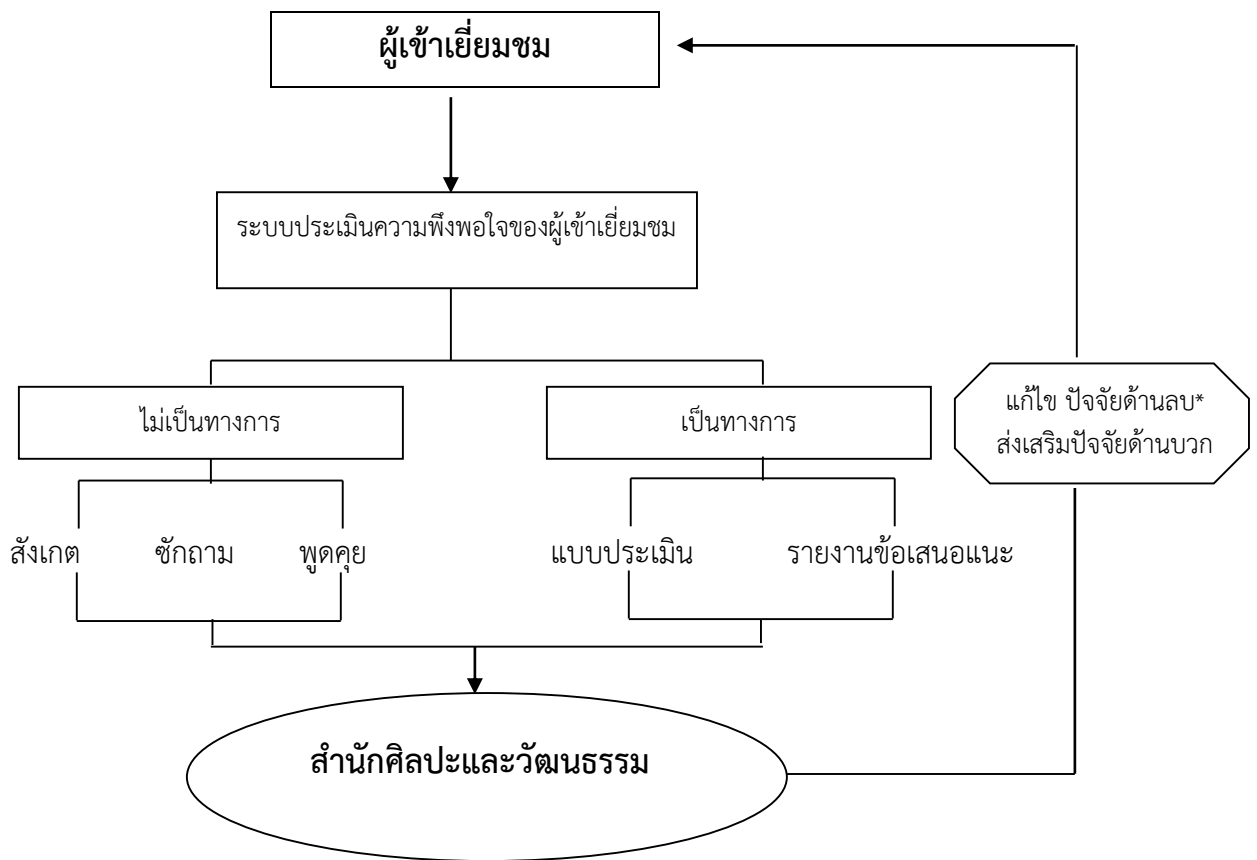 ผู้เข้าเยี่ยมชม
ระบบประเมินความพึงพอใจของผู้เข้าเยี่ยมชม
ไม่เป็นทางการ
เป็นทางการ
แก้ไข ปัจจัยด้านลบ*
ส่งเสริมปัจจัยด้านบวก
สังเกต
ซักถาม
พูดคุย
แบบประเมิน
รายงานข้อเสนอแนะ
สำนักศิลปะและวัฒนธรรม